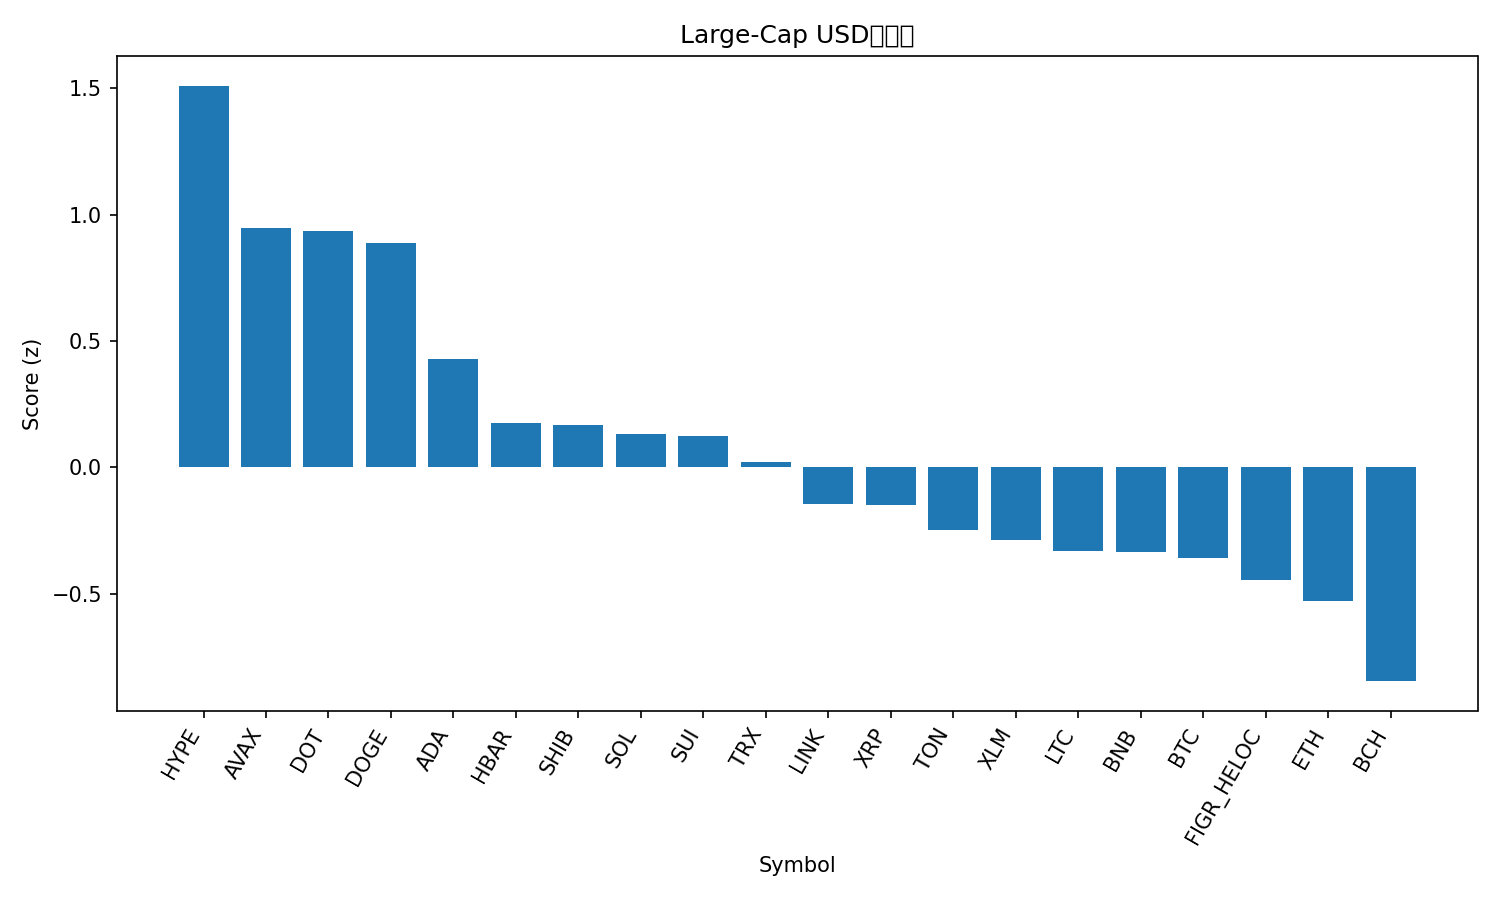 Large-Cap USD
Score (z)
1.5
1.0
0.5
0.0
−0.5
HYPE
AVAX
DOT
DOGE
ADA
HBAR
SHIB
SOL
SUI
TRX
LINK
XRP
TON
XLM
LTC
BNB
BTC
FIGR_HELOC
ETH
BCH
Symbol